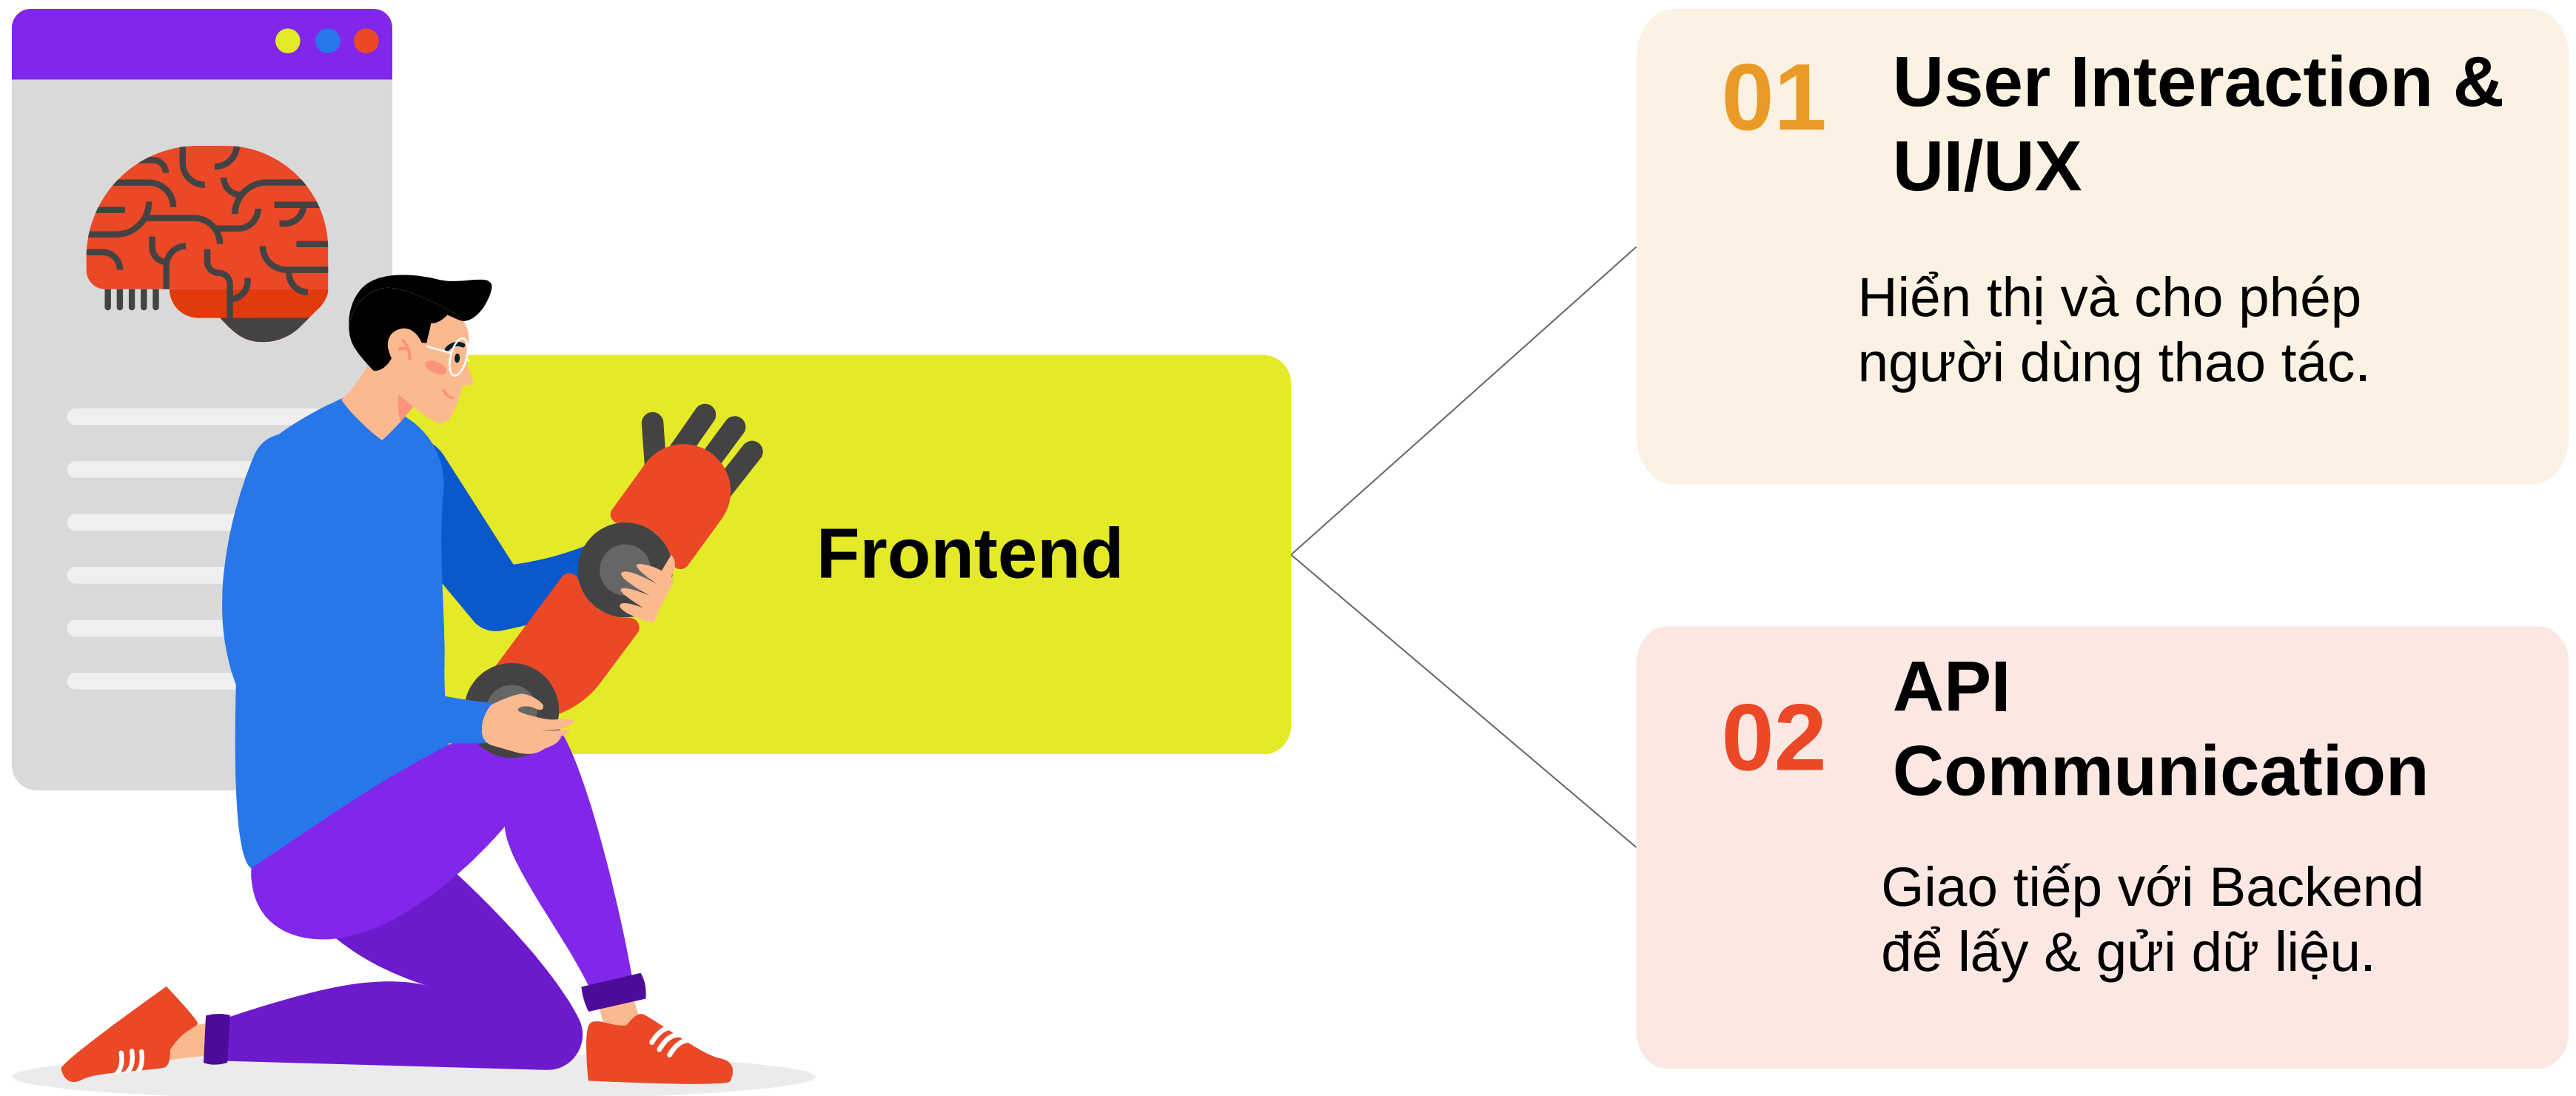 Frontend
01
User Interaction &
UI/UX
Hiển thị và cho phép
người dùng thao tác.
02
API
Communication
Giao tiếp với Backend
để lấy & gửi dữ liệu.